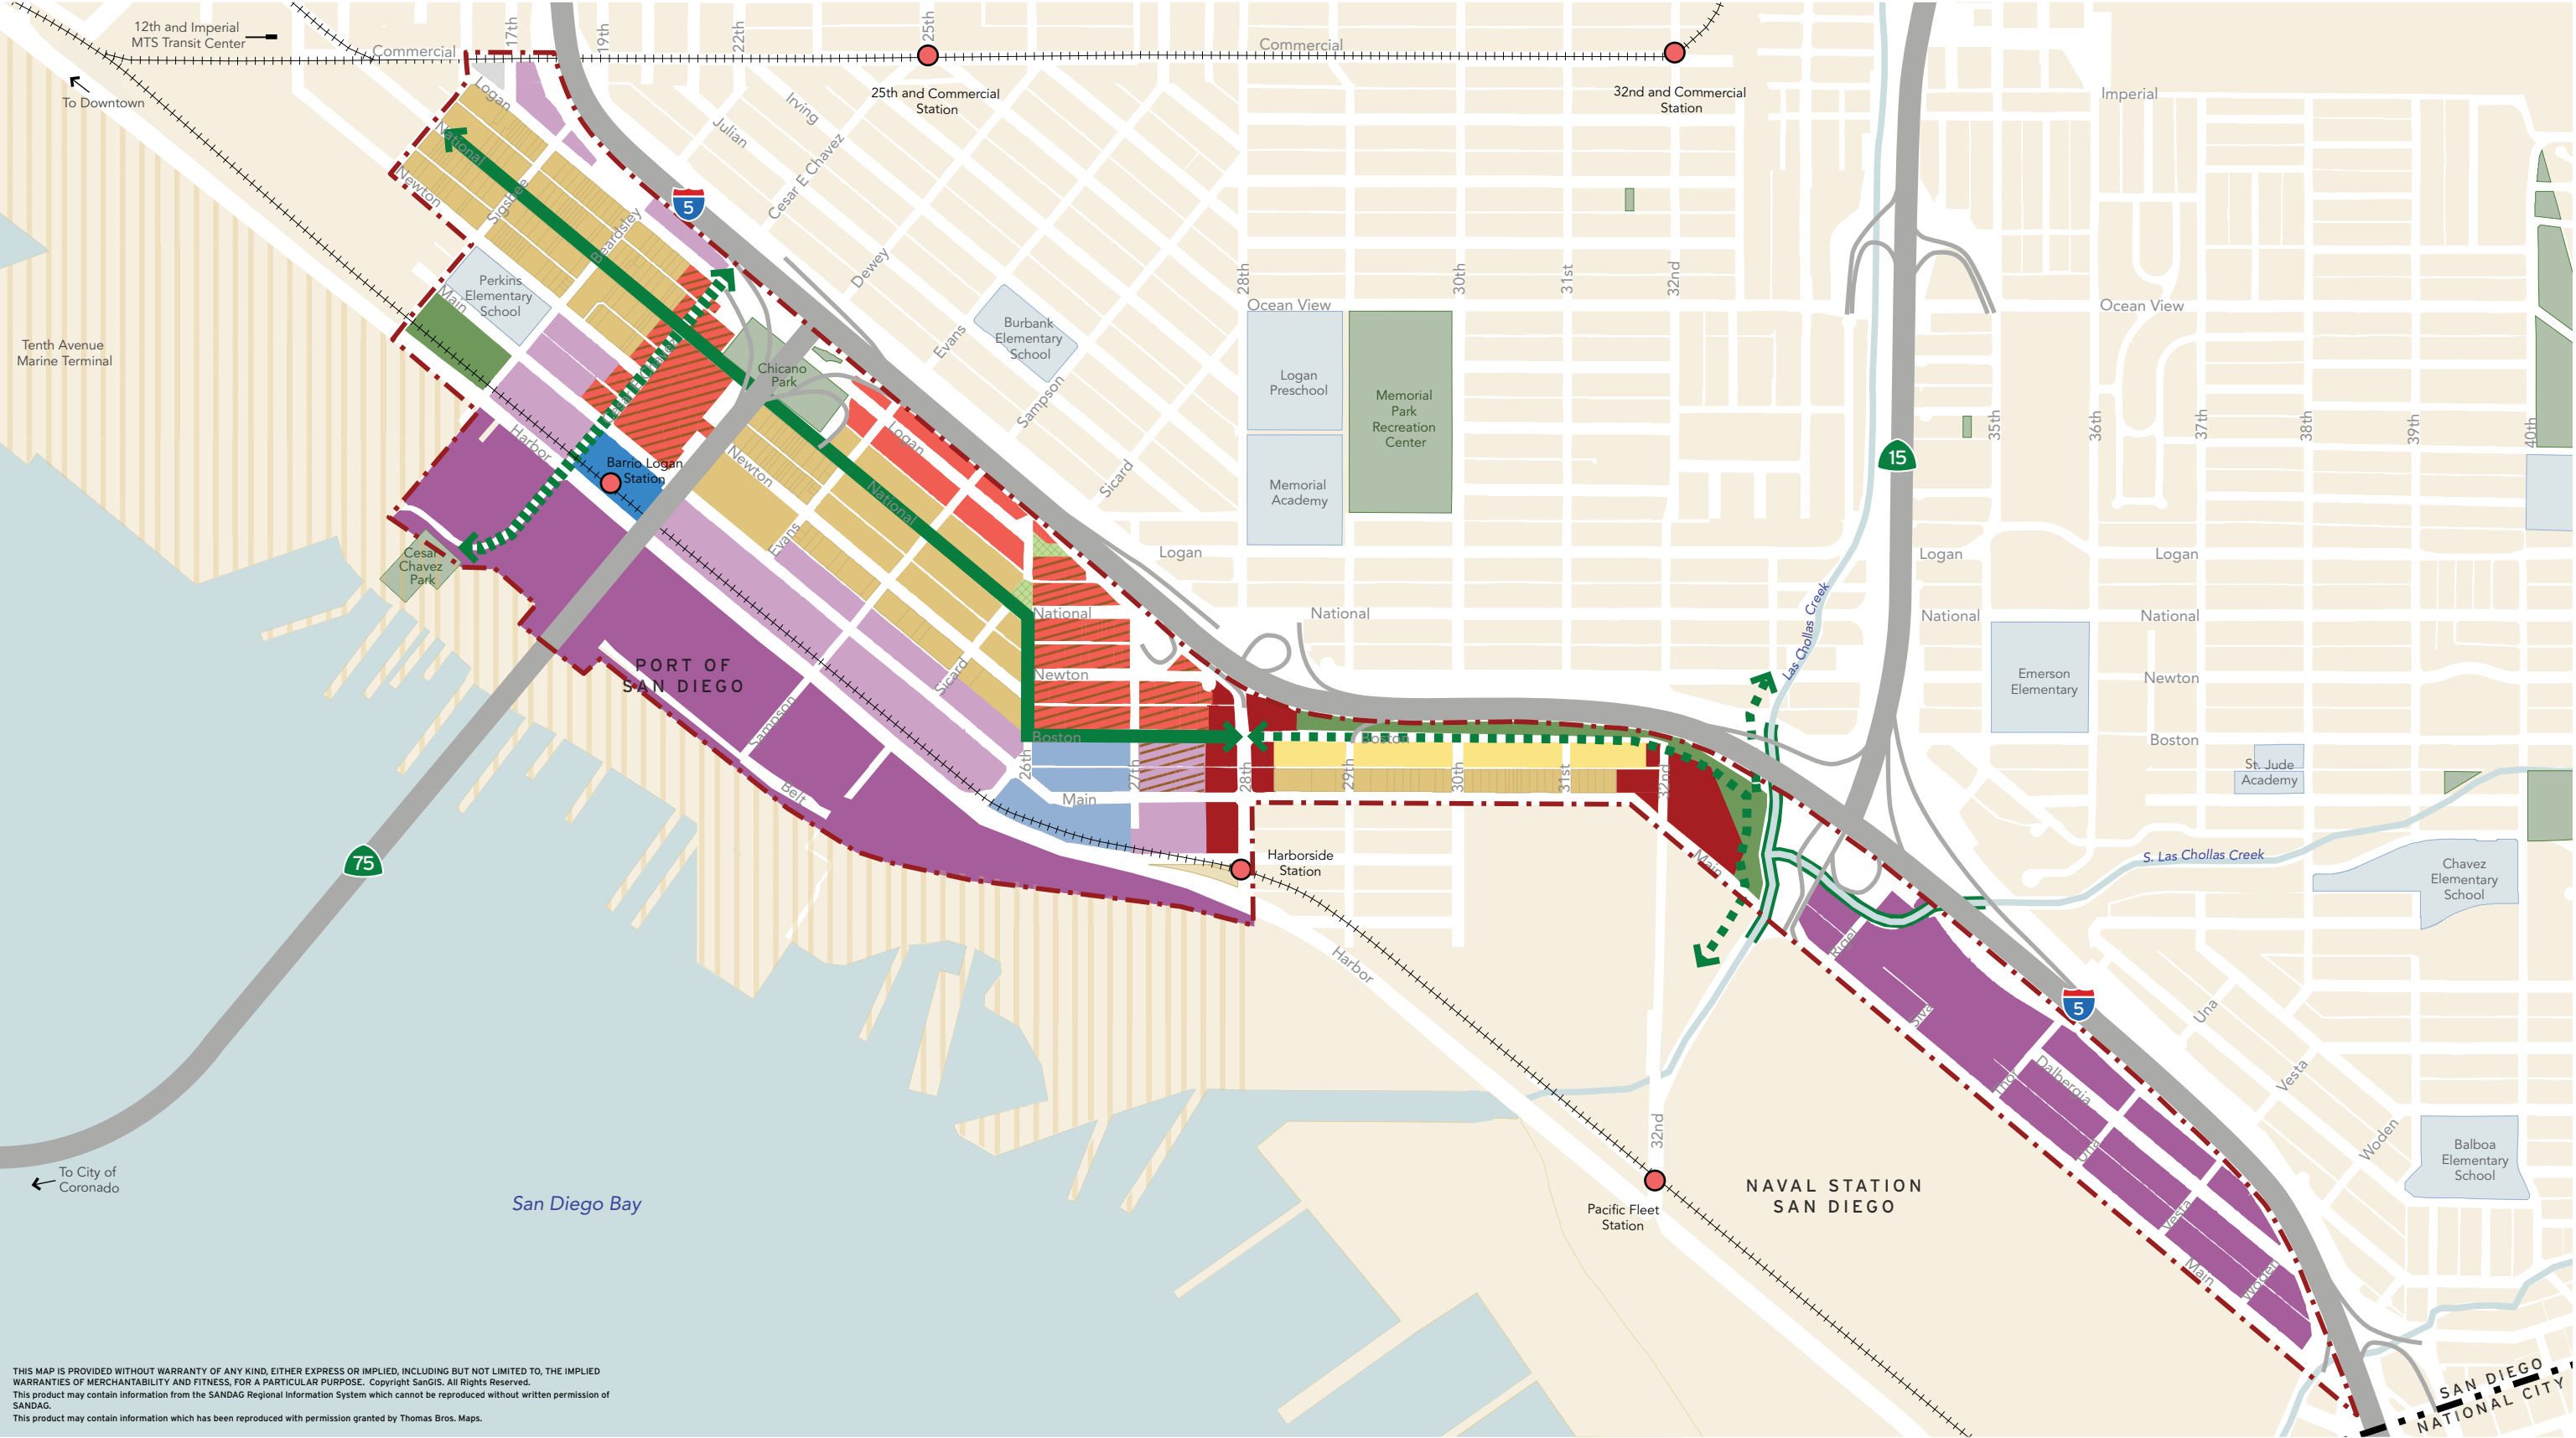 12th and Imperial
MTS Transit Center
To Downtown
Commercial
17th
19th
22th
25th
Commercial
25th and Commercial
Station
32nd and Commercial
Station
Imperial
Logan
National
Newton
Sigsbee
Beardsley
Irving
Julian
Cesar E Chavez
Dewey
Evans
Sampson
Sicard
5
Perkins
Elementary
School
Main
Tenth Avenue
Marine Terminal
Harbor
Barrio Logan
Station
Chicano
Park
Burbank
Elementary
School
28th
30th
31st
32nd
Ocean View
Ocean View
Logan
Preschool
Memorial
Academy
Memorial
Park
Recreation
Center
15
35th
36th
37th
38th
39th
40th
Logan
Newton
National
Evans
Sicard
Cesar
Chavez
Park
Logan
Logan
Logan
National
National
National
National
Las Chollas Creek
Emerson
Elementary
Newton
Newton
Boston
Boston
Boston
St. Jude
Academy
PORT OF
SAN DIEGO
Sampson
Belt
26th
27th
28th
29th
30th
31st
32nd
Main
Main
Harborside
Station
75
Harbor
S. Las Chollas Creek
Chavez
Elementary
School
Rigel
Siva
Thor
Dalbergia
Una
Vesta
Woden
Main
5
Una
Vesta
Woden
Balboa
Elementary
School
32nd
Pacific Fleet
Station
NAVAL STATION
SAN DIEGO
To City of
Coronado
San Diego Bay
SAN DIEGO
NATIONAL CITY
THIS MAP IS PROVIDED WITHOUT WARRANTY OF ANY KIND, EITHER EXPRESS OR IMPLIED, INCLUDING BUT NOT LIMITED TO, THE IMPLIED
WARRANTIES OF MERCHANTABILITY AND FITNESS, FOR A PARTICULAR PURPOSE. Copyright SanGIS. All Rights Reserved.
This product may contain information from the SANDAG Regional Information System which cannot be reproduced without written permission of
SANDAG.
This product may contain information which has been reproduced with permission granted by Thomas Bros. Maps.